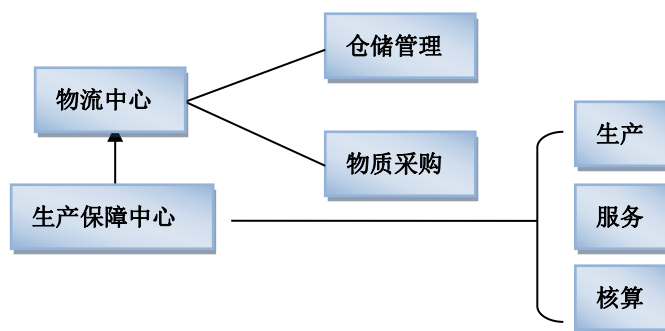 仓储管理
物流中心
物质采购
生产
生产保障中心
服务
核算